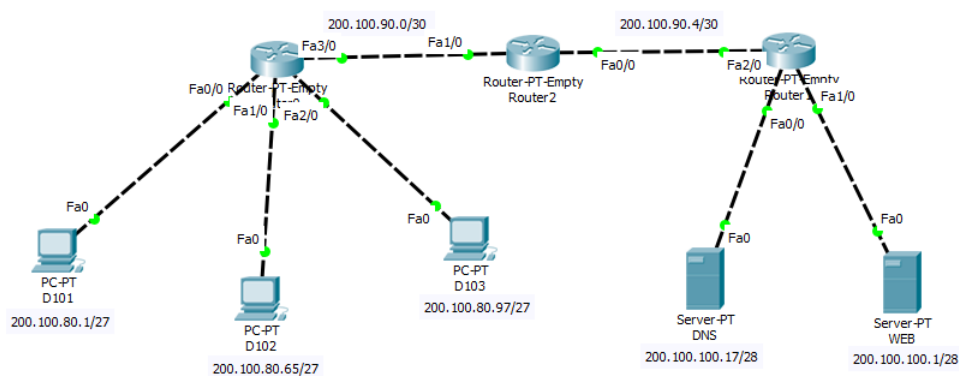 200.100.90.0/30
200.100.90.4/30
Fa3/0
Fa1/0
Fa0/0
Fa2/0
Router-PT-Empty
Router2
Router-PT-Empty
Router1
Router-PT-Empty
Fa0/0
Fa1/0
Fa2/0
Fa0/0
Fa1/0
Fa0
Fa0
Fa0
Fa0
Fa0
PC-PT
D101
200.100.80.1/27
PC-PT
D102
200.100.80.65/27
PC-PT
D103
200.100.80.97/27
Server-PT
DNS
200.100.100.17/28
Server-PT
WEB
200.100.100.1/28